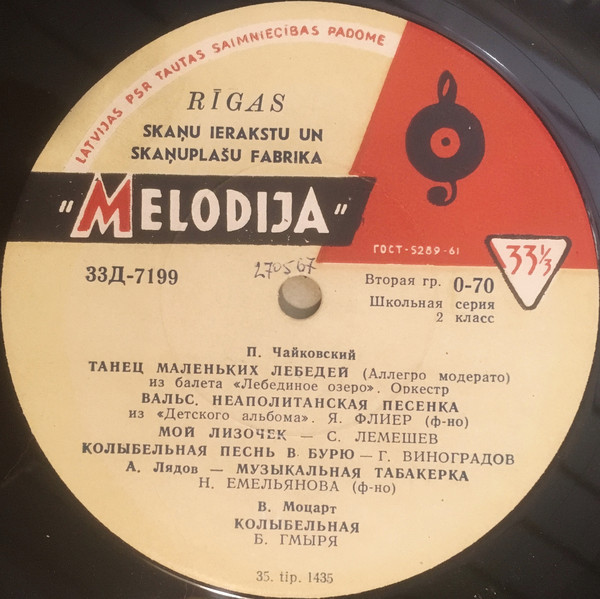 LATVIJAS PSR TAUTAS SAIMNIECĪBAS PADOME
RĪGAS
SKAŅU IERAKSTU UN
SKAŅUPLAŠU FABRIKA
"MELODIJA"
ГОСТ-5289-61
33⅓
33Д-7199
270567
Вторая гр. 0-70
Школьная серия
2 класс
П. Чайковский
ТАНЕЦ МАЛЕНЬКИХ ЛЕБЕДЕЙ (Аллегро модерато)
из балета «Лебединое озеро». Оркестр
ВАЛЬС. НЕАПОЛИТАНСКАЯ ПЕСЕНКА
из «Детского альбома». Я. ФЛИЕР (ф-но)
МОЙ ЛИЗОЧЕК — С. ЛЕМЕШЕВ
КОЛЫБЕЛЬНАЯ ПЕСНЬ В БУРЮ — Г. ВИНОГРАДОВ
А. Лядов — МУЗЫКАЛЬНАЯ ТАБАКЕРКА
Н. ЕМЕЛЬЯНОВА (ф-но)
В. Моцарт
КОЛЫБЕЛЬНАЯ
Б. ГМЫРЯ
35. tip. 1435